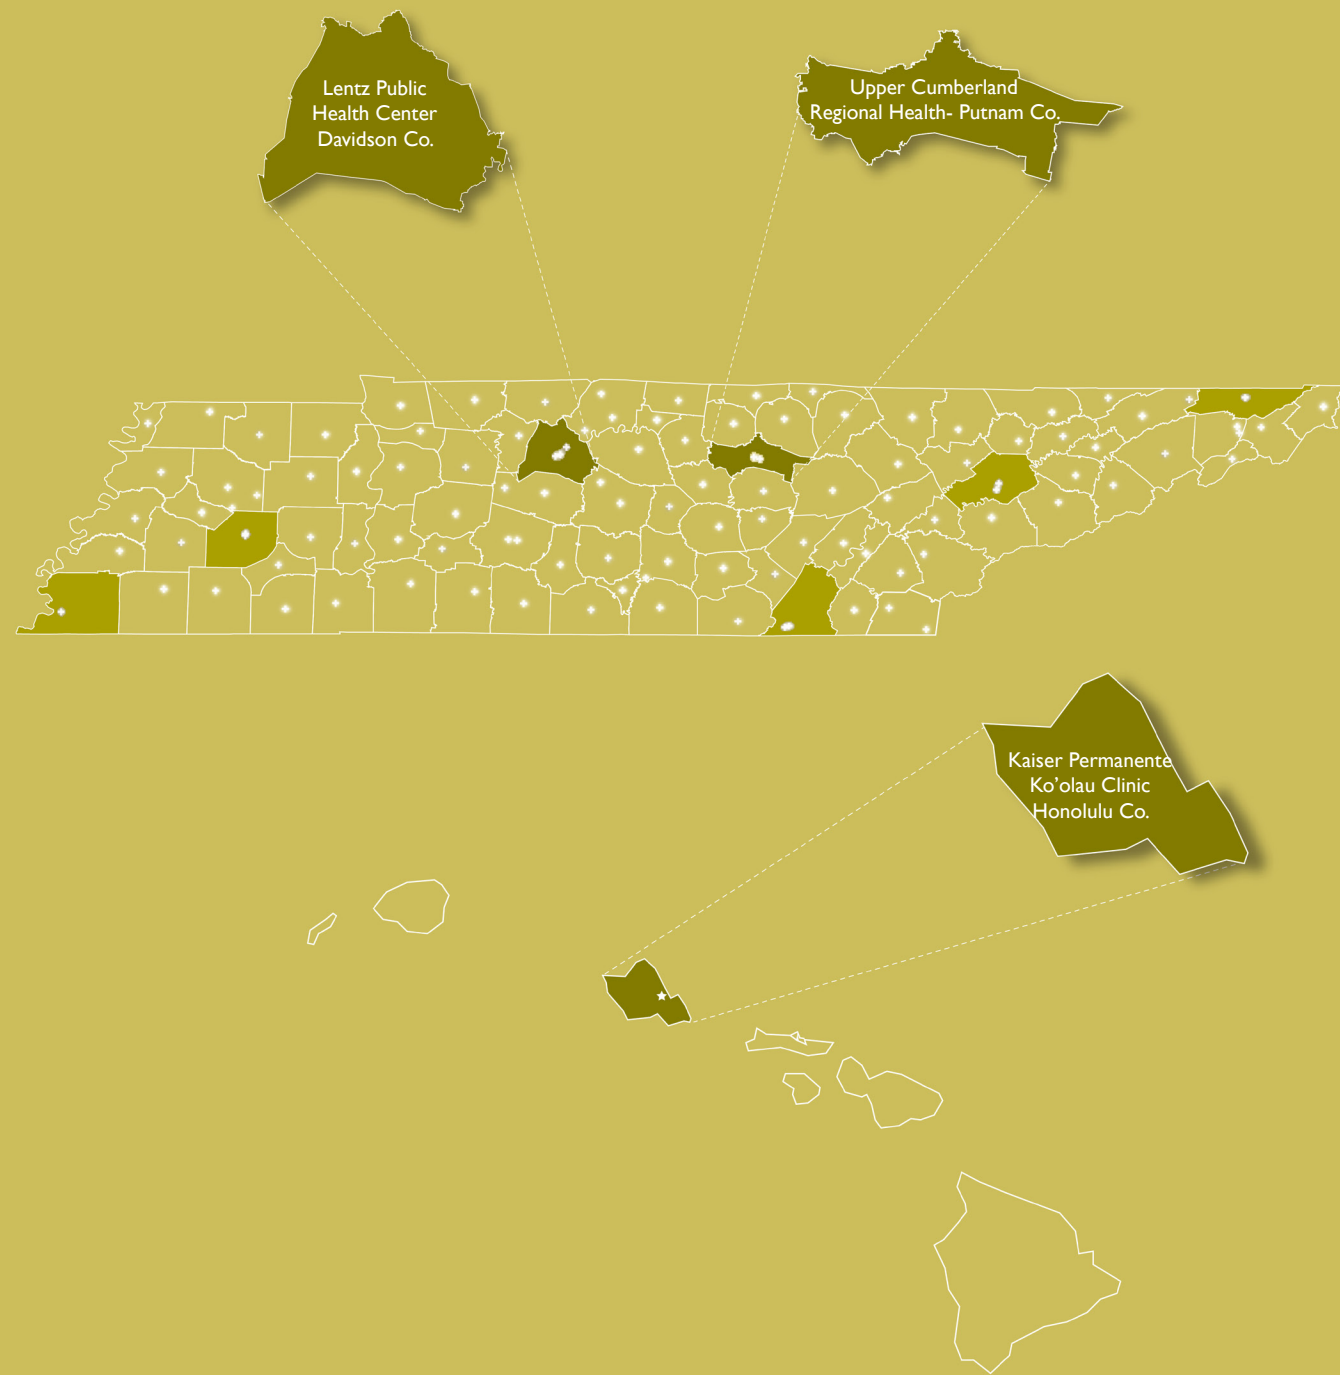 Lentz Public
Health Center
Davidson Co.
Upper Cumberland
Regional Health- Putnam Co.
Kaiser Permanente
Ko’olau Clinic
Honolulu Co.